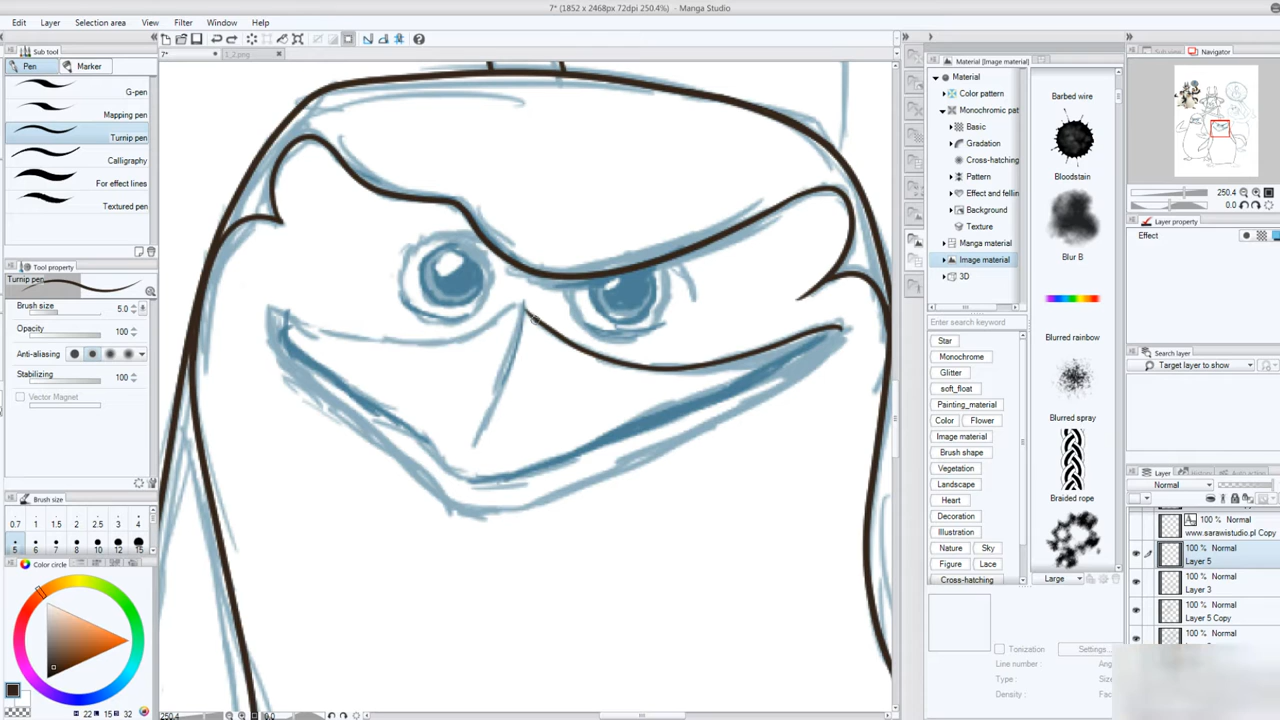 7* (1852 x 2468px 72dpi 250.4%) - Manga Studio
Edit Layer Selection area View Filter Window Help
Sub tool
Pen Marker
G-pen
Mapping pen
Turnip pen
Calligraphy
For effect lines
Textured pen
Tool property
Turnip pen
Brush size 5.0
Opacity 100
Anti-aliasing
Stabilizing 100
Vector Magnet
Brush size
0.7 1 1.5 2 2.5 3 4
5 6 7 8 10 12 15
Color circle
22 15 32
7*
1_2.png
250.4 0.0
Material [Image material]
Material
Color pattern
Monochromic pat
Basic
Gradation
Cross-hatching
Pattern
Effect and feelin
Background
Texture
Manga material
Image material
3D
Enter search keyword
Star
Monochrome
Glitter
soft_float
Painting_material
Color Flower
Image material
Brush shape
Vegetation
Landscape
Heart
Decoration
Illustration
Nature Sky
Figure Lace
Cross-hatching
Barbed wire
Bloodstain
Blur B
Blurred rainbow
Blurred spray
Braided rope
Large
Tonization Settings...
Line number :
Type :
Density :
Navigator
250.4
0.0
Layer property
Effect
Search layer
Target layer to show
Layer
Normal
100 % Normal
www.sarawistudio.pl Copy
100 % Normal
Layer 5
100 % Normal
Layer 3
100 % Normal
Layer 5 Copy
100 % Normal